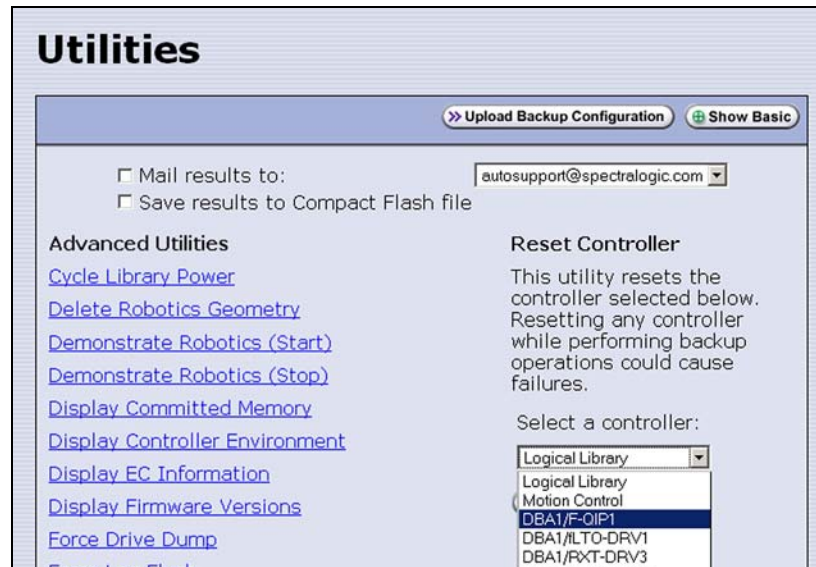 Utilities
Upload Backup Configuration
Show Basic
Mail results to:
autosupport@spectralogic.com
Save results to Compact Flash file
Advanced Utilities
Cycle Library Power
Delete Robotics Geometry
Demonstrate Robotics (Start)
Demonstrate Robotics (Stop)
Display Committed Memory
Display Controller Environment
Display EC Information
Display Firmware Versions
Force Drive Dump
Reset Controller
This utility resets the
controller selected below.
Resetting any controller
while performing backup
operations could cause
failures.
Select a controller:
Logical Library
Logical Library
Motion Control
DBA1/F-QIP1
DBA1/fLTO-DRV1
DBA1/RXT-DRV3